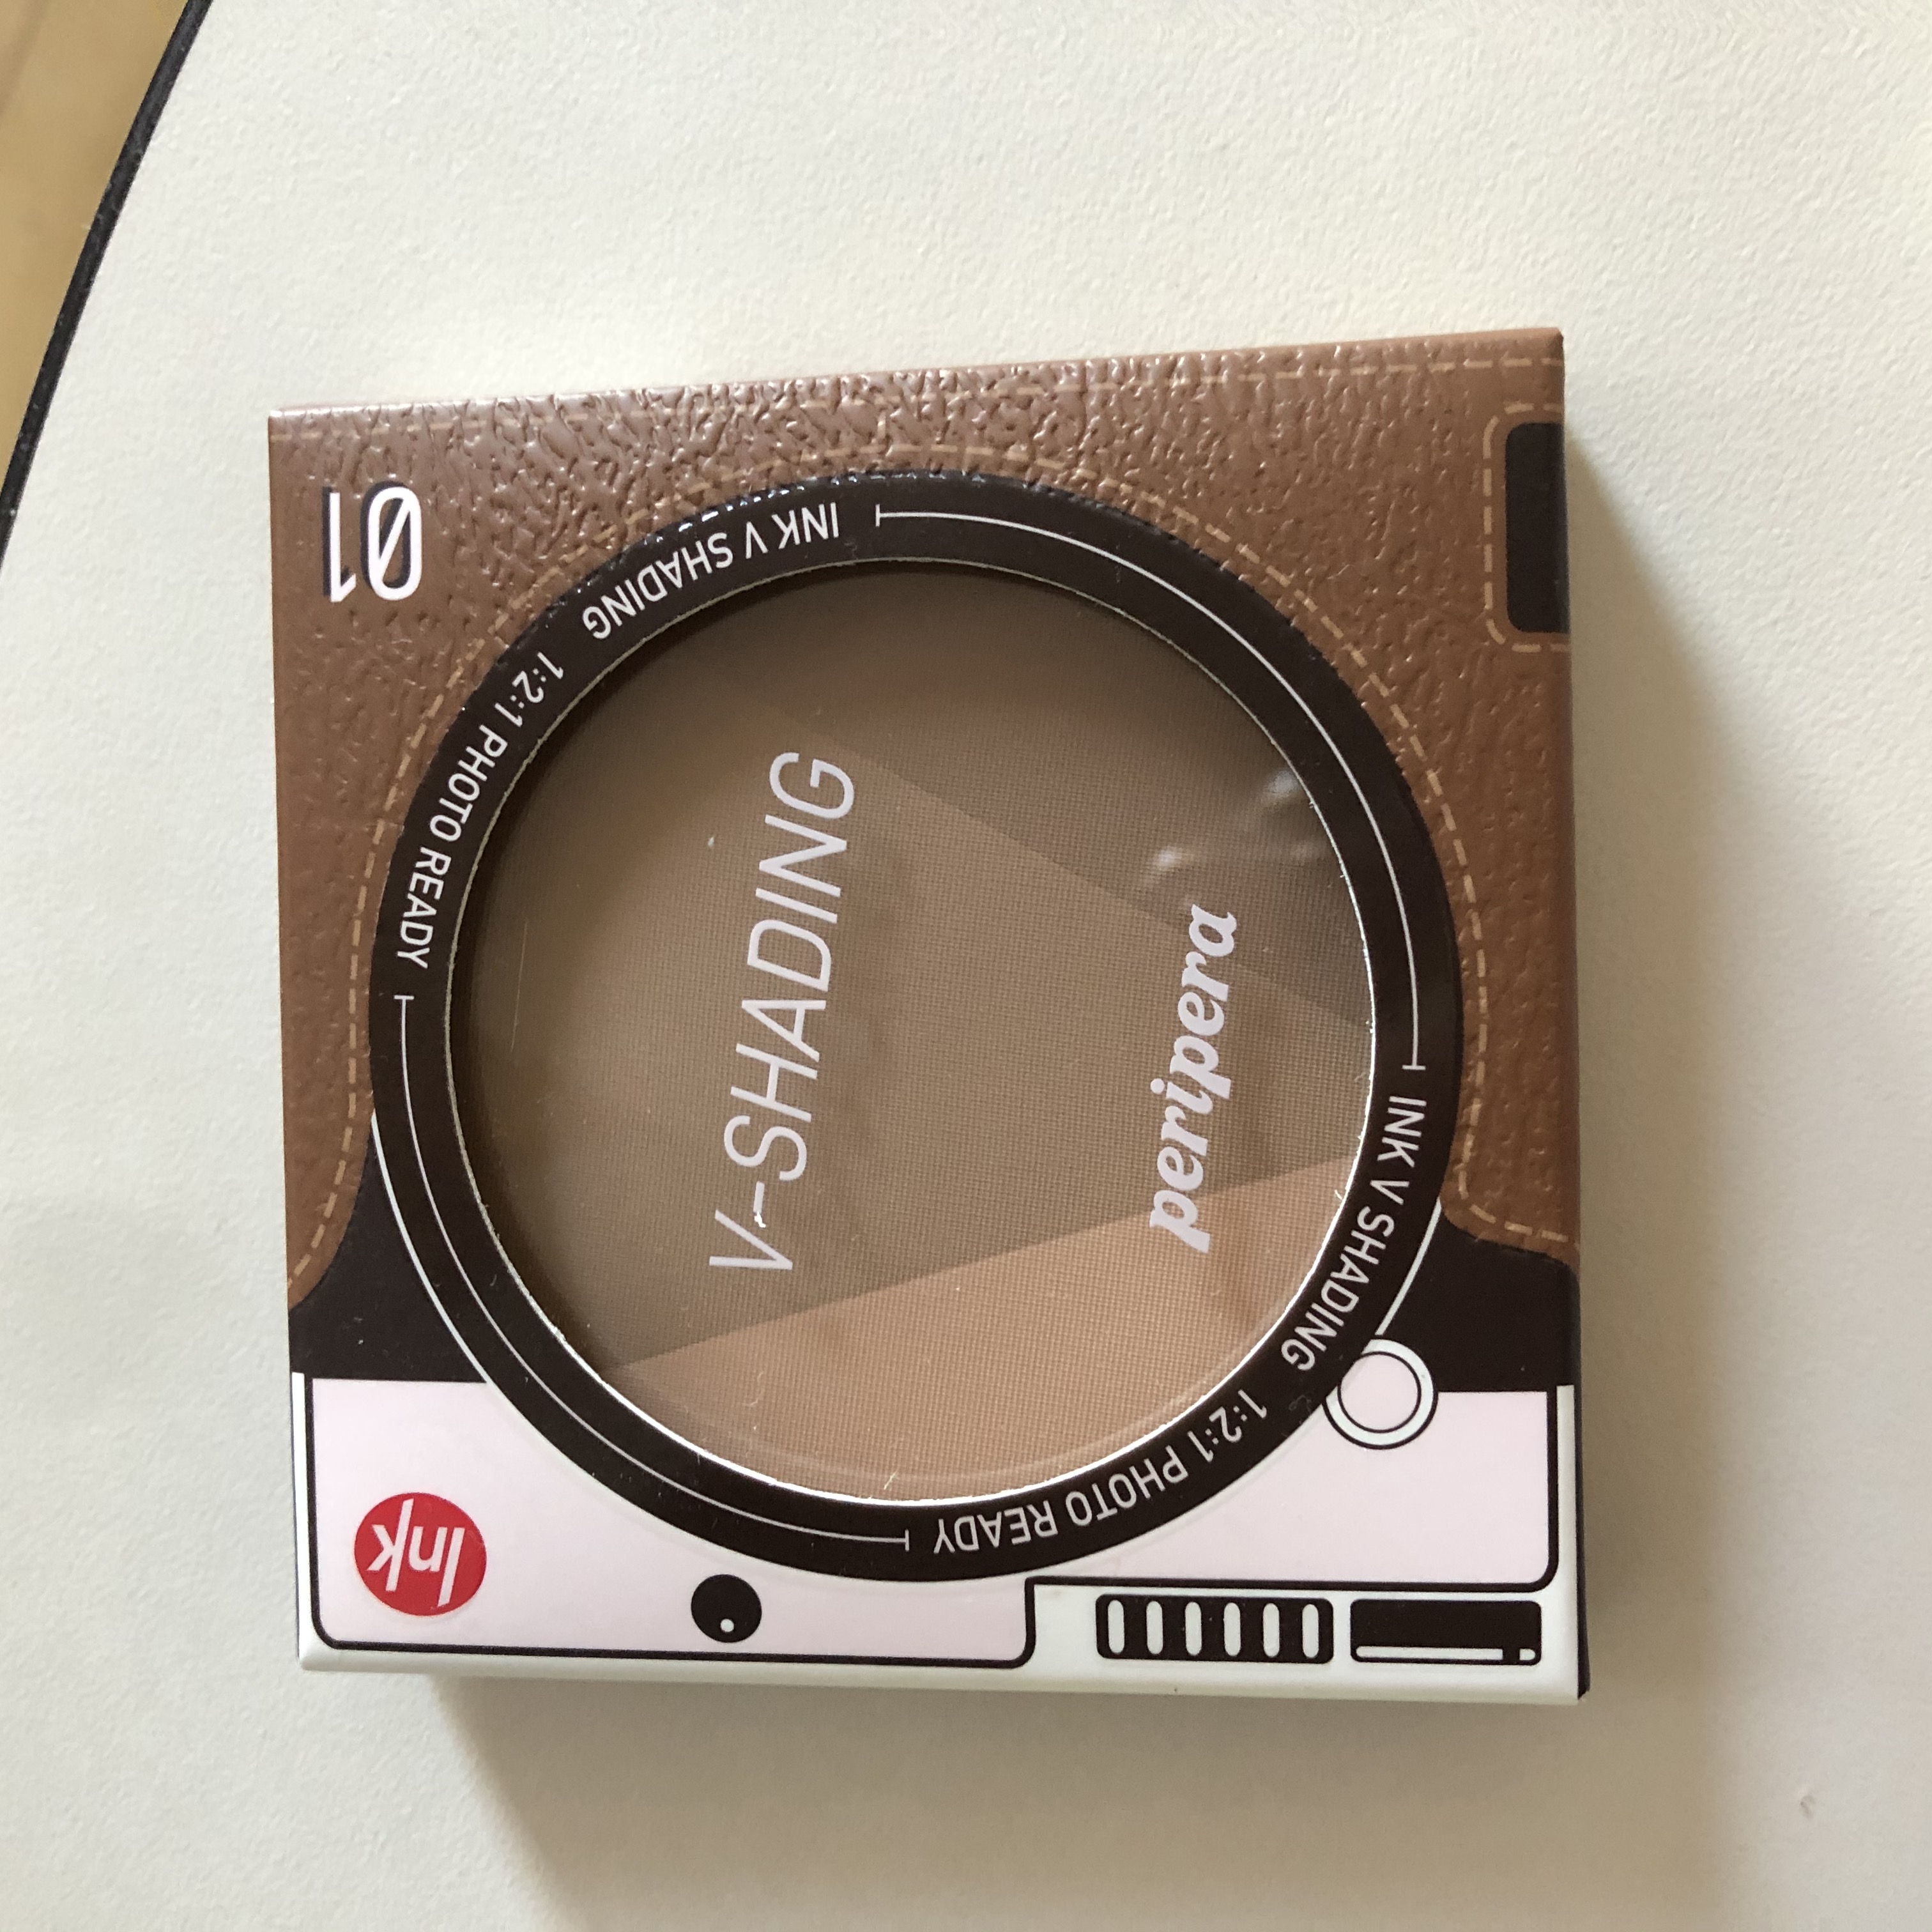 Ink
01
INK V SHADING 1:2:1 PHOTO READY
V-SHADING
peripera
INK V SHADING 1:2:1 PHOTO READY